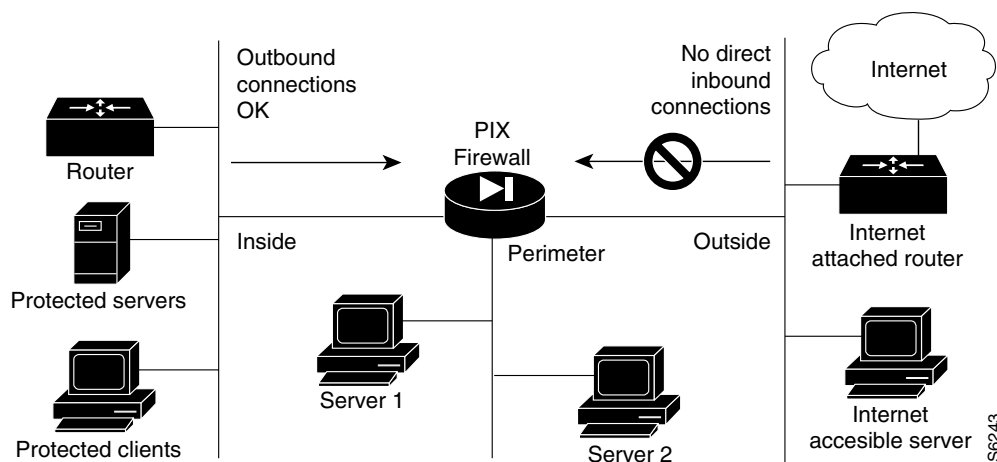 Outbound
connections
OK
No direct
inbound
connections
Internet
PIX
Firewall
Router
Inside
Perimeter
Outside
Internet
attached router
Protected servers
Server 1
Server 2
Protected clients
Internet
accesible server
S6243